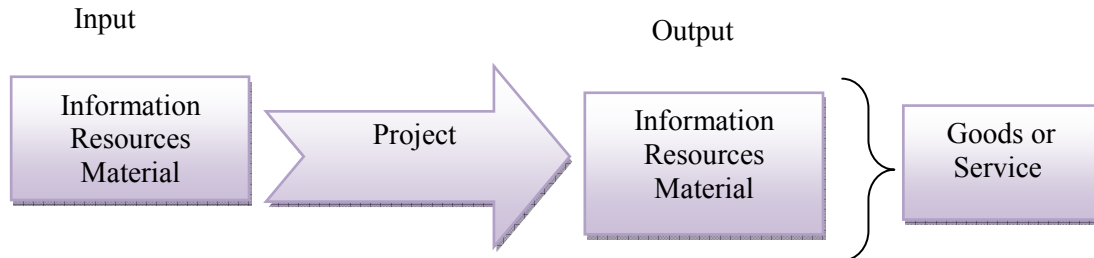 Input
Output
Information
Resources
Material
Project
Information
Resources
Material
Goods or
Service